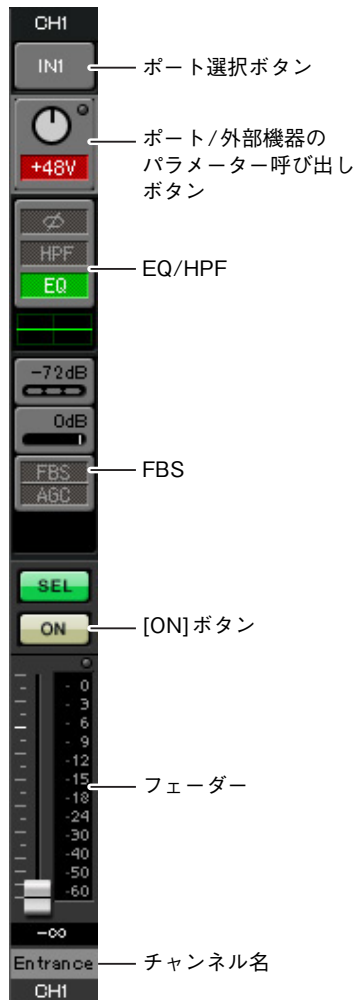 CH1
IN1
ポート選択ボタン
+48V
ポート/外部機器の
パラメーター呼び出し
ボタン
HPF
EQ
EQ/HPF
-72dB
0dB
FBS
AGC
FBS
SEL
ON
[ON]ボタン
0
3
6
9
-12
-15
-18
-24
-30
-40
-50
-60
フェーダー
-∞
Entrance
チャンネル名
CH1